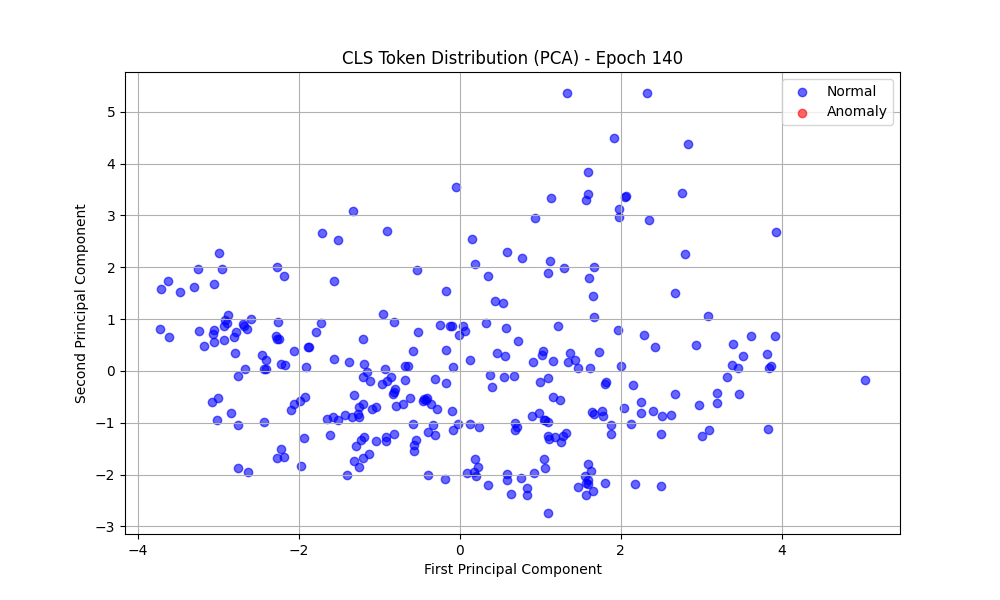 CLS Token Distribution (PCA) - Epoch 140
Normal
Anomaly
Second Principal Component
5
4
3
2
1
0
−1
−2
−3
−4
−2
0
2
4
First Principal Component